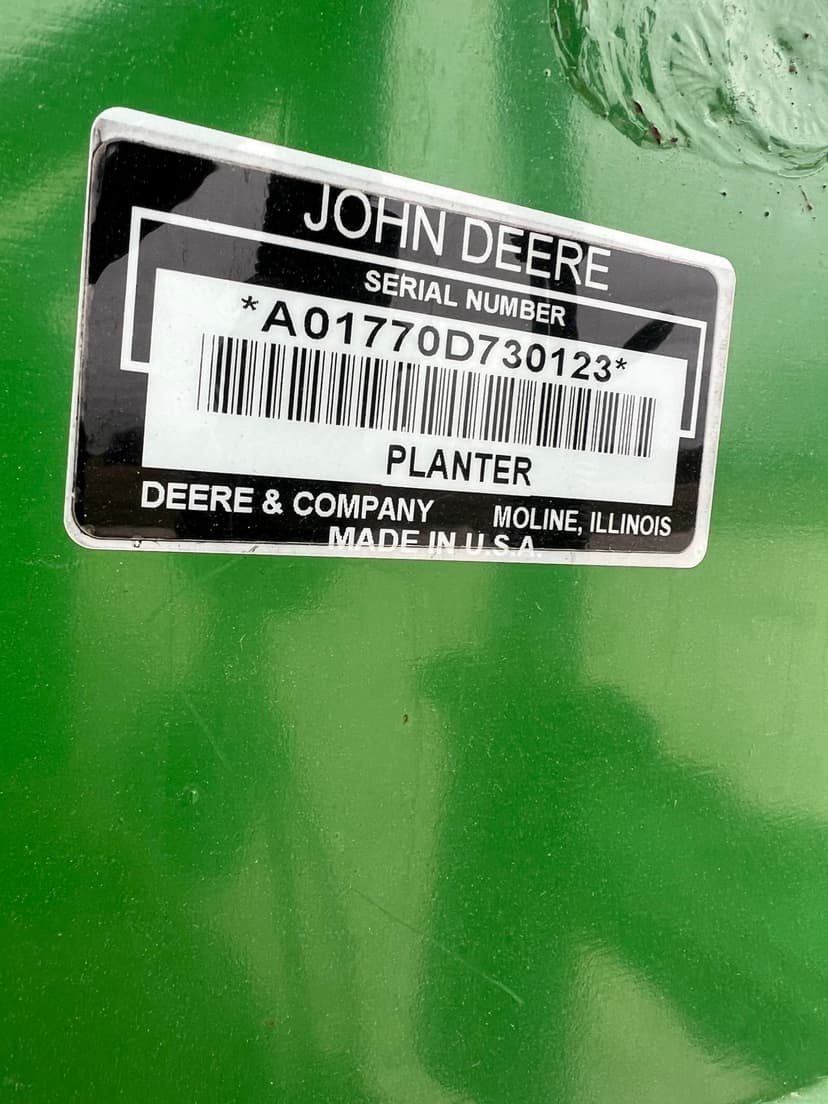 JOHN DEERE
SERIAL NUMBER
*A01770D730123*
PLANTER
DEERE & COMPANY MOLINE, ILLINOIS
MADE IN U.S.A.